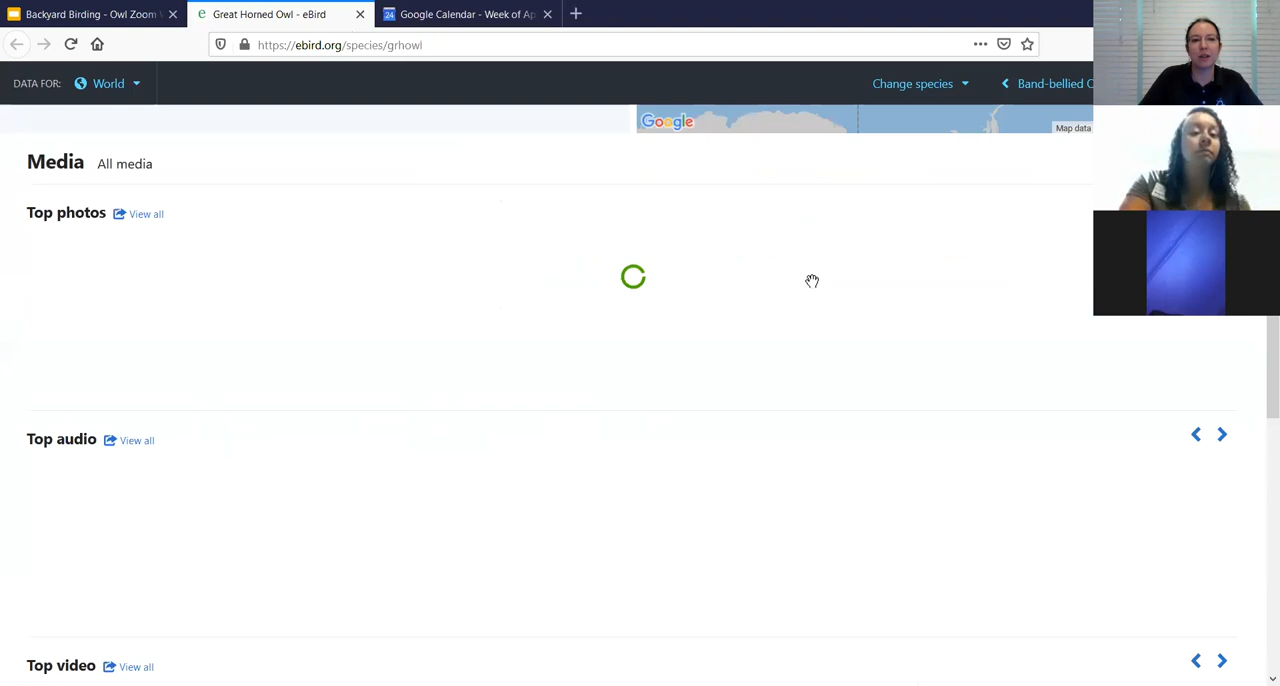 Backyard Birding - Owl Zoom
Great Horned Owl - eBird
24 Google Calendar - Week of Ap
https://ebird.org/species/grhowl
DATA FOR: World
Change species
Band-bellied O
Google
Map data
Media All media
Top photos View all
Top audio View all
Top video View all